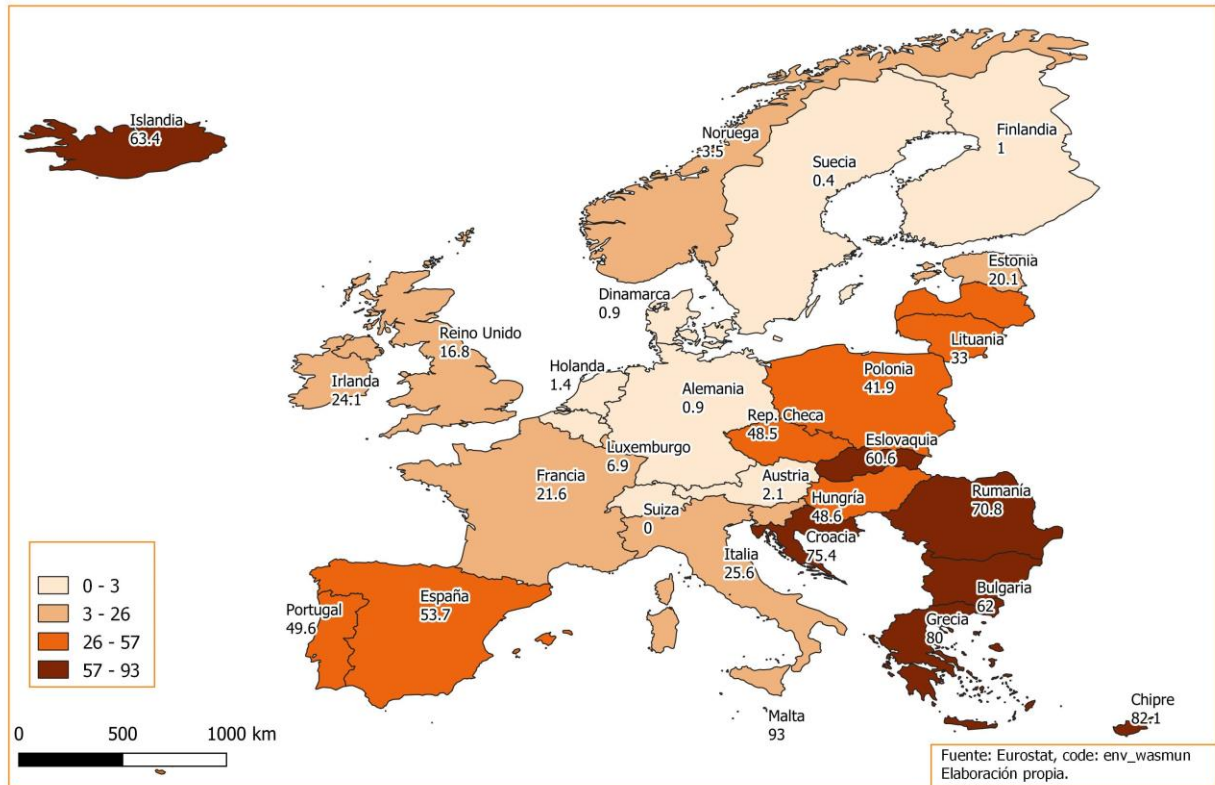 Islandia
63.4
Noruega
3.5
Suecia
0.4
Finlandia
1
Estonia
20.1
Dinamarca
0.9
Lituania
33
Reino Unido
16.8
Irlanda
24.1
Holanda
1.4
Alemania
0.9
Polonia
41.9
Rep. Checa
48.5
Eslovaquia
60.6
Luxemburgo
6.9
Francia
21.6
Austria
2.1
Suiza
0
Hungría
48.6
Rumanía
70.8
Croacia
75.4
Italia
25.6
Bulgaria
62
Grecia
80
Portugal
49.6
España
53.7
Malta
93
Chipre
82.1
0 - 3
3 - 26
26 - 57
57 - 93
0 500 1000 km
Fuente: Eurostat, code: env_wasmun
Elaboración propia.